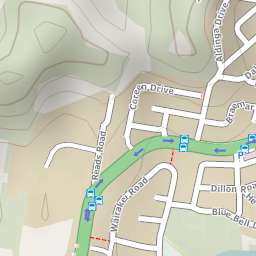 Aldinga Drive
Coreen Drive
Reads Road
Wairakei Road
Dillon Road
Blue Bell D
P